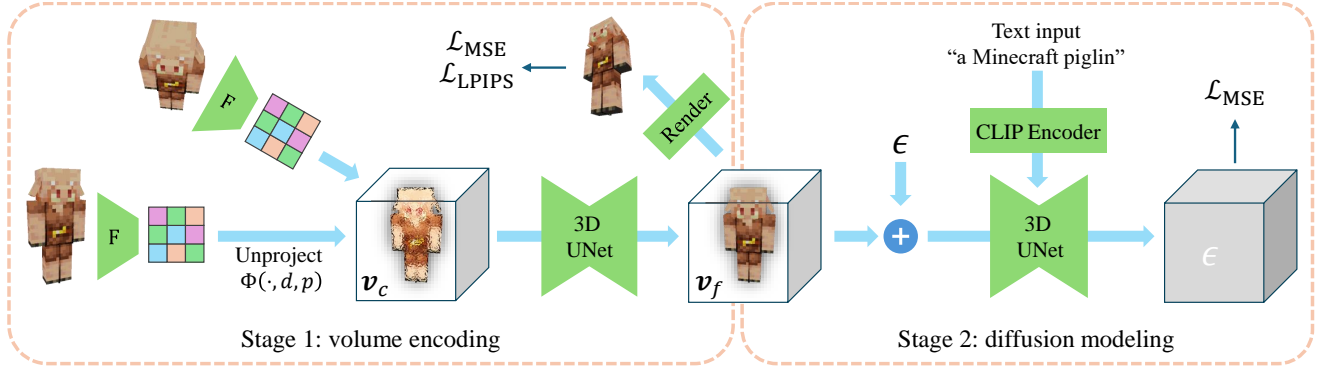 F
F
Unproject
Φ(·, d, p)
𝒗_c
3D
UNet
ℒ_MSE
ℒ_LPIPS
Render
𝒗_f
Stage 1: volume encoding
Text input
“a Minecraft piglin”
CLIP Encoder
ϵ
+
3D
UNet
ℒ_MSE
ϵ
Stage 2: diffusion modeling